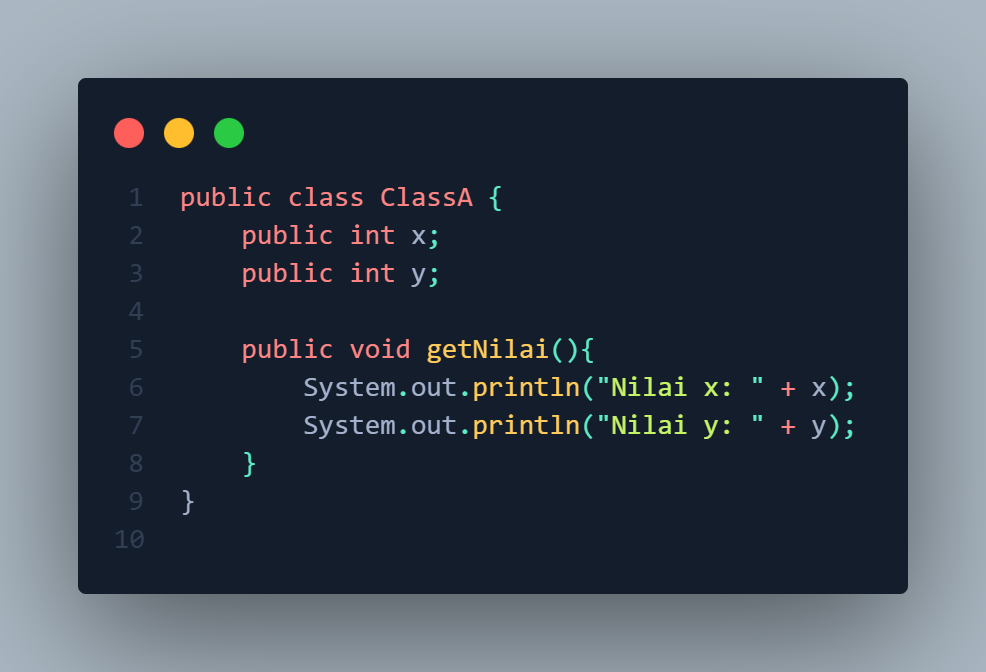 1 public class ClassA {
2     public int x;
3     public int y;
4
5     public void getNilai(){
6         System.out.println("Nilai x: " + x);
7         System.out.println("Nilai y: " + y);
8     }
9 }
10